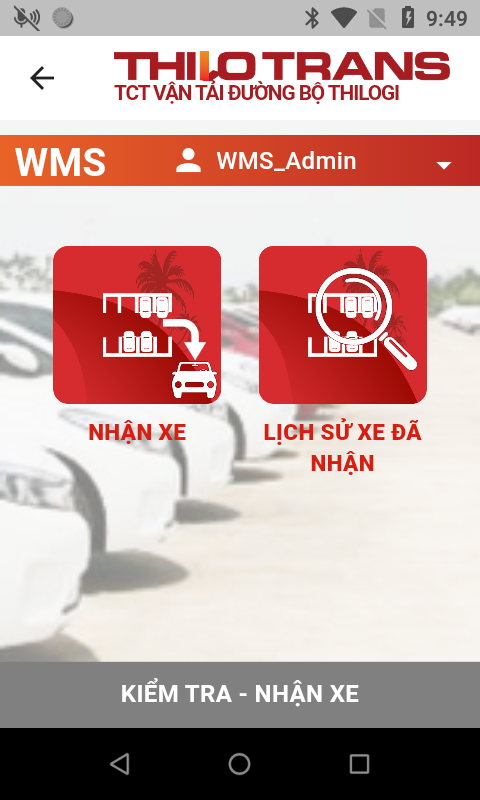 9:49
THILOTRANS
TCT VẬN TẢI ĐƯỜNG BỘ THILOGI
WMS
WMS_Admin
NHẬN XE
LỊCH SỬ XE ĐÃ
NHẬN
KIỂM TRA - NHẬN XE